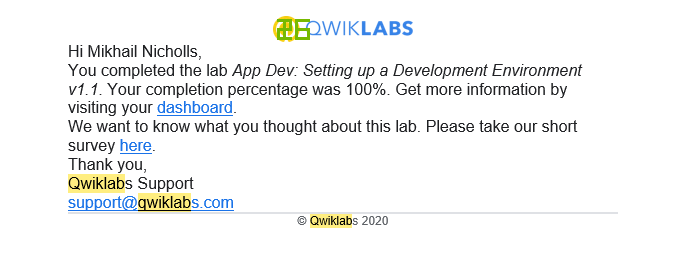 QWIKLABS
Hi Mikhail Nicholls,
You completed the lab App Dev: Setting up a Development Environment
v1.1. Your completion percentage was 100%. Get more information by
visiting your dashboard.
We want to know what you thought about this lab. Please take our short
survey here.
Thank you,
Qwiklabs Support
support@qwiklabs.com
© Qwiklabs 2020